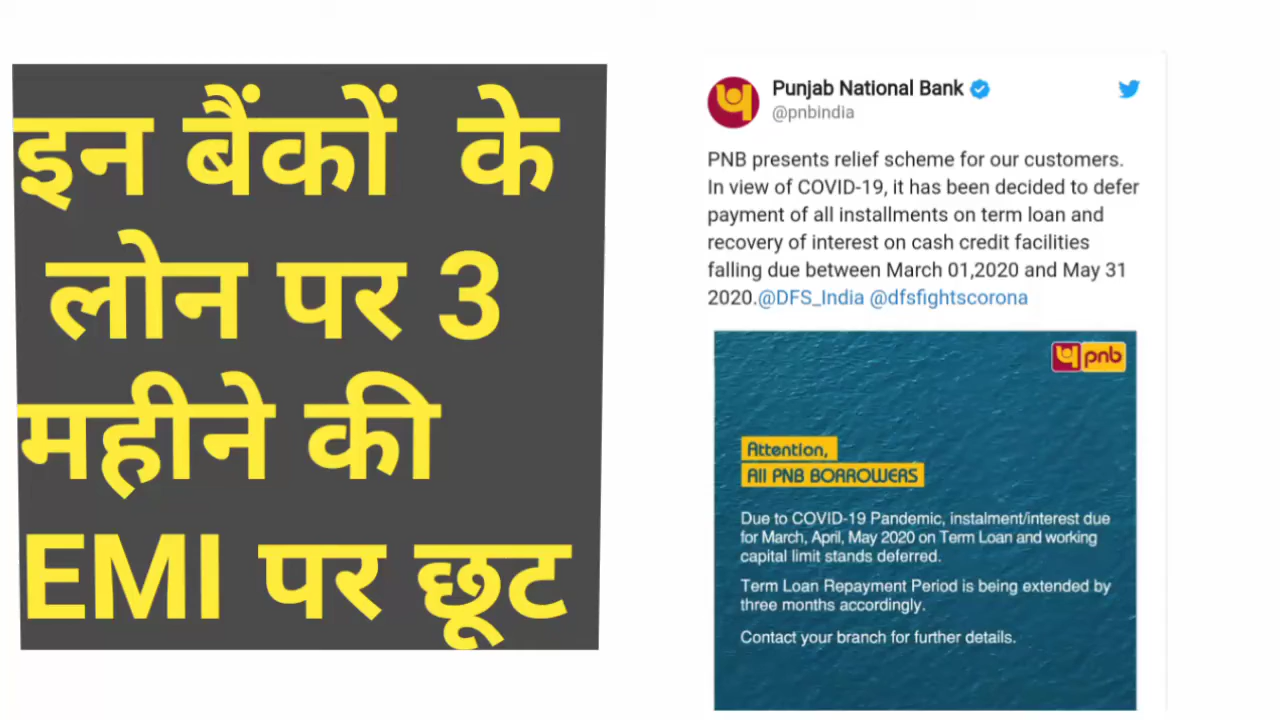 इन बैंकों के
लोन पर 3
महीने की
EMI पर छूट
Punjab National Bank
@pnbindia
PNB presents relief scheme for our customers.
In view of COVID-19, it has been decided to defer
payment of all installments on term loan and
recovery of interest on cash credit facilities
falling due between March 01,2020 and May 31
2020.@DFS_India @dfsfightscorona
pnb
Attention,
All PNB BORROWERS
Due to COVID-19 Pandemic, instalment/interest due
for March, April, May 2020 on Term Loan and working
capital limit stands deferred.
Term Loan Repayment Period is being extended by
three months accordingly.
Contact your branch for further details.